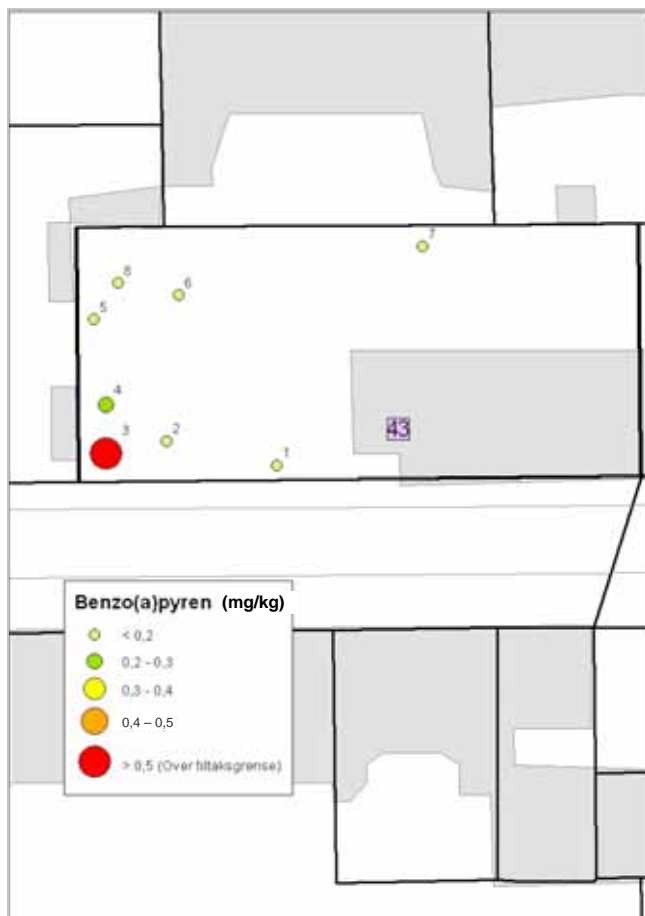 7
8
6
5
4
3
2
43
1
Benzo(a)pyren (mg/kg)
< 0,2
0,2 - 0,3
0,3 - 0,4
0,4 – 0,5
> 0,5 (Over tiltaksgrense)